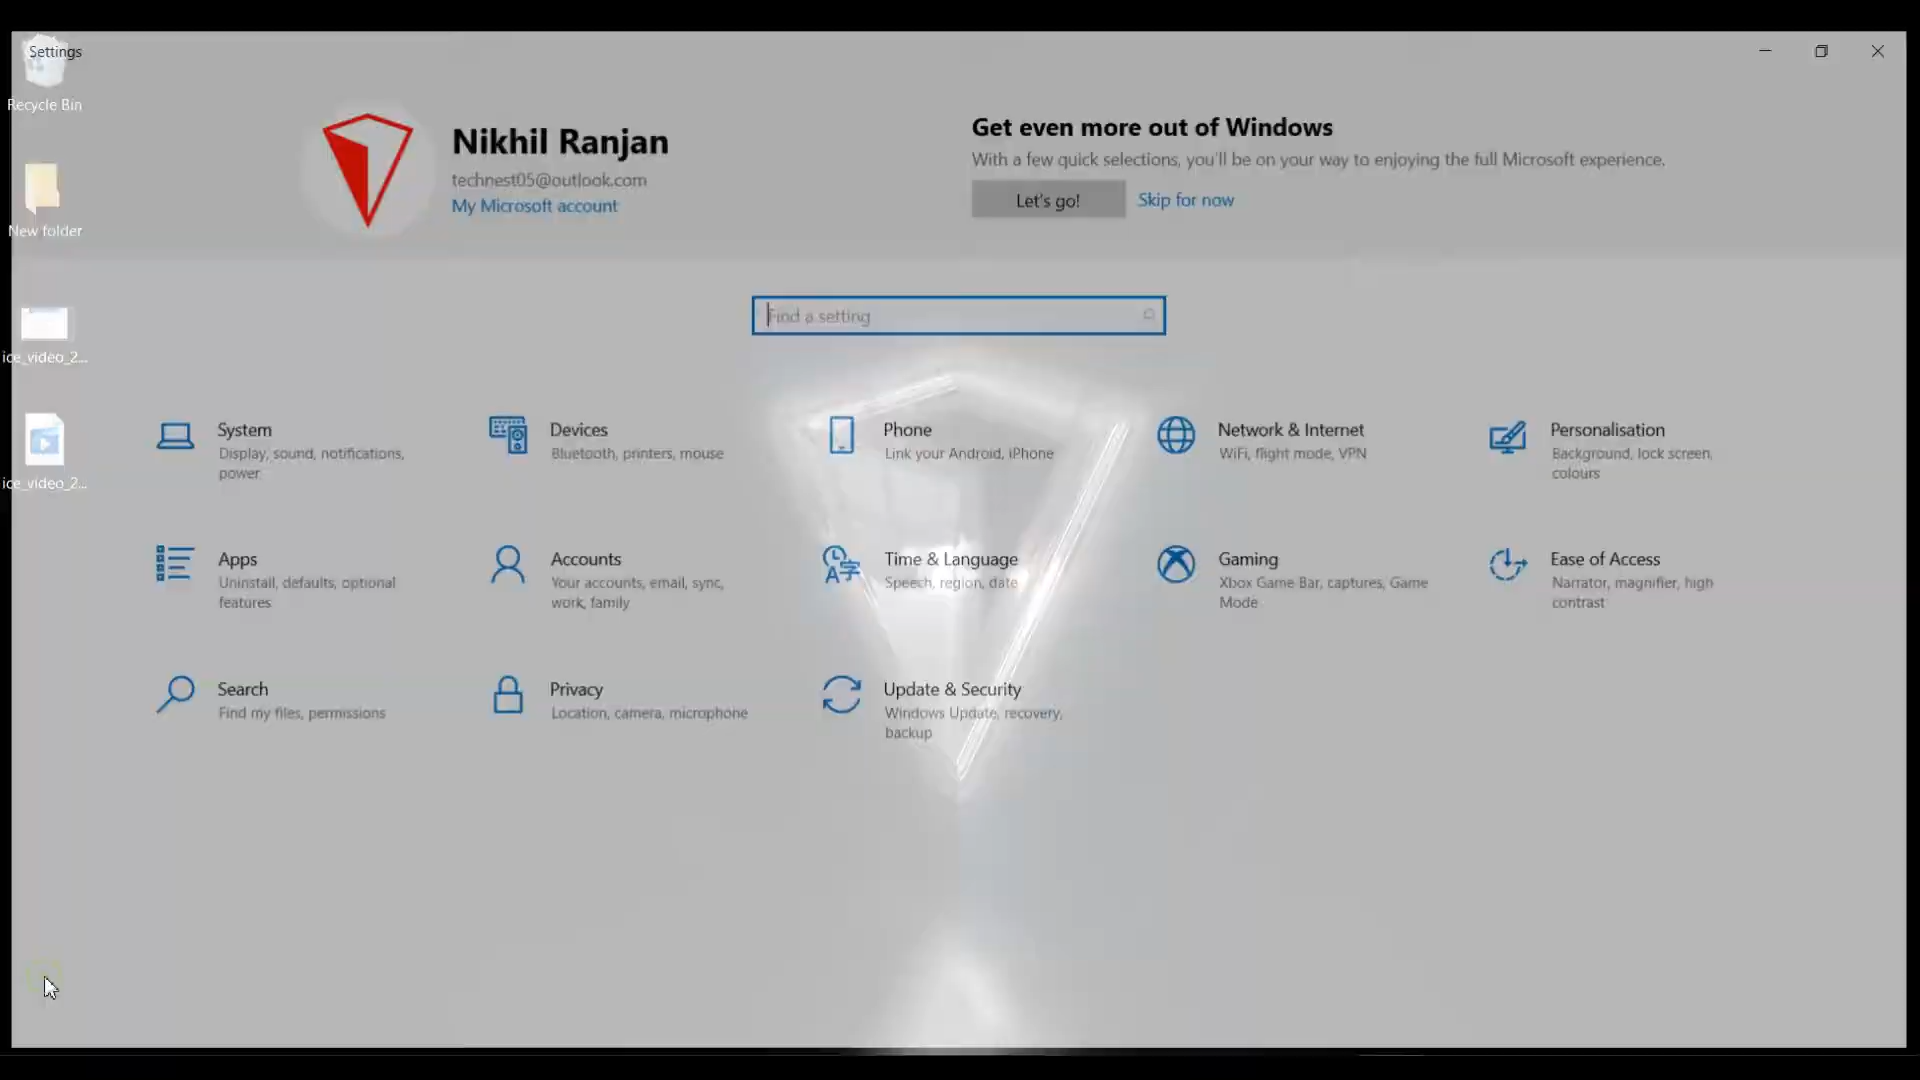 Settings
Recycle Bin
New folder
ice_video_2...
ice_video_2...
Nikhil Ranjan
technest05@outlook.com
My Microsoft account
Get even more out of Windows
With a few quick selections, you'll be on your way to enjoying the full Microsoft experience.
Let's go!
Skip for now
Find a setting
System
Display, sound, notifications,
power
Devices
Bluetooth, printers, mouse
Phone
Link your Android, iPhone
Network & Internet
WiFi, flight mode, VPN
Personalisation
Background, lock screen,
colours
Apps
Uninstall, defaults, optional
features
Accounts
Your accounts, email, sync,
work, family
Time & Language
Speech, region, date
Gaming
Xbox Game Bar, captures, Game
Mode
Ease of Access
Narrator, magnifier, high
contrast
Search
Find my files, permissions
Privacy
Location, camera, microphone
Update & Security
Windows Update, recovery,
backup